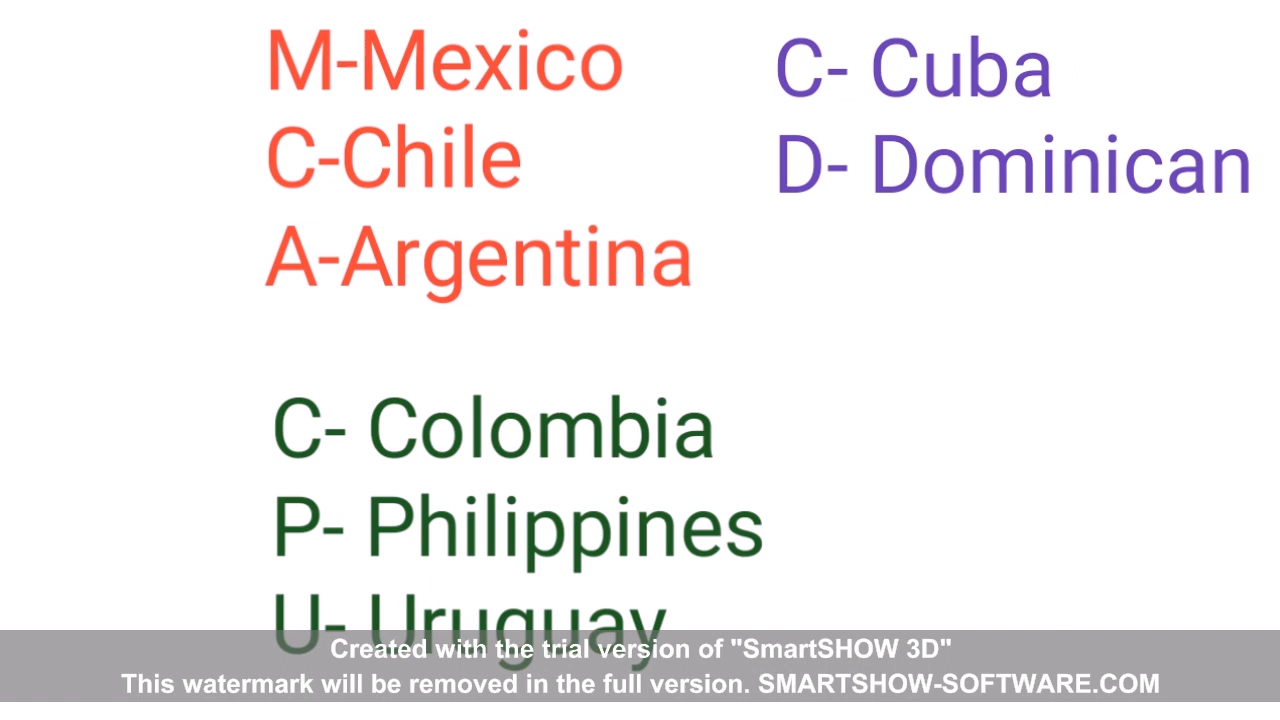 M-Mexico
C-Chile
A-Argentina
C- Cuba
D- Dominican
C- Colombia
P- Philippines
U- Uruguay
Created with the trial version of "SmartSHOW 3D"
This watermark will be removed in the full version. SMARTSHOW-SOFTWARE.COM